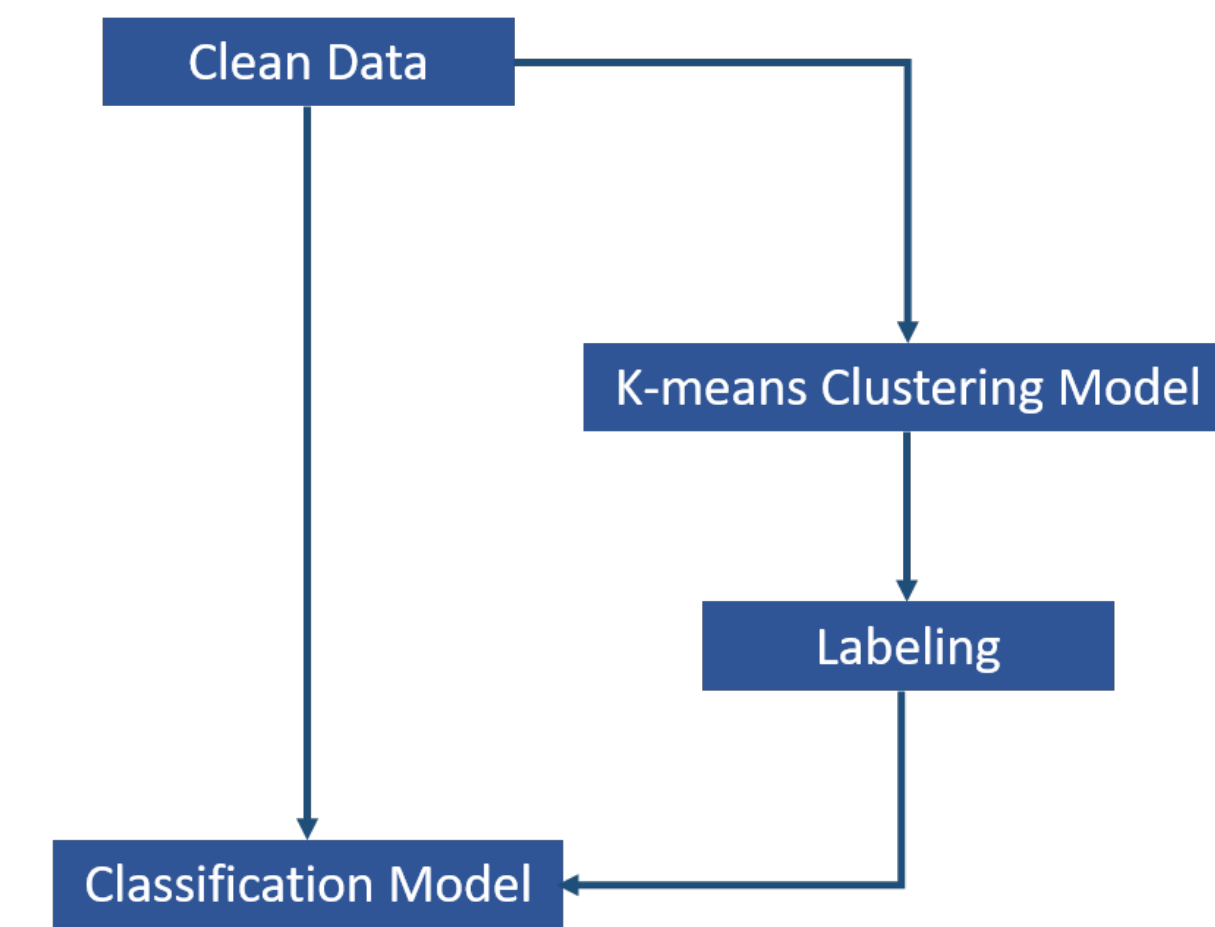 Clean Data
K-means Clustering Model
Labeling
Classification Model